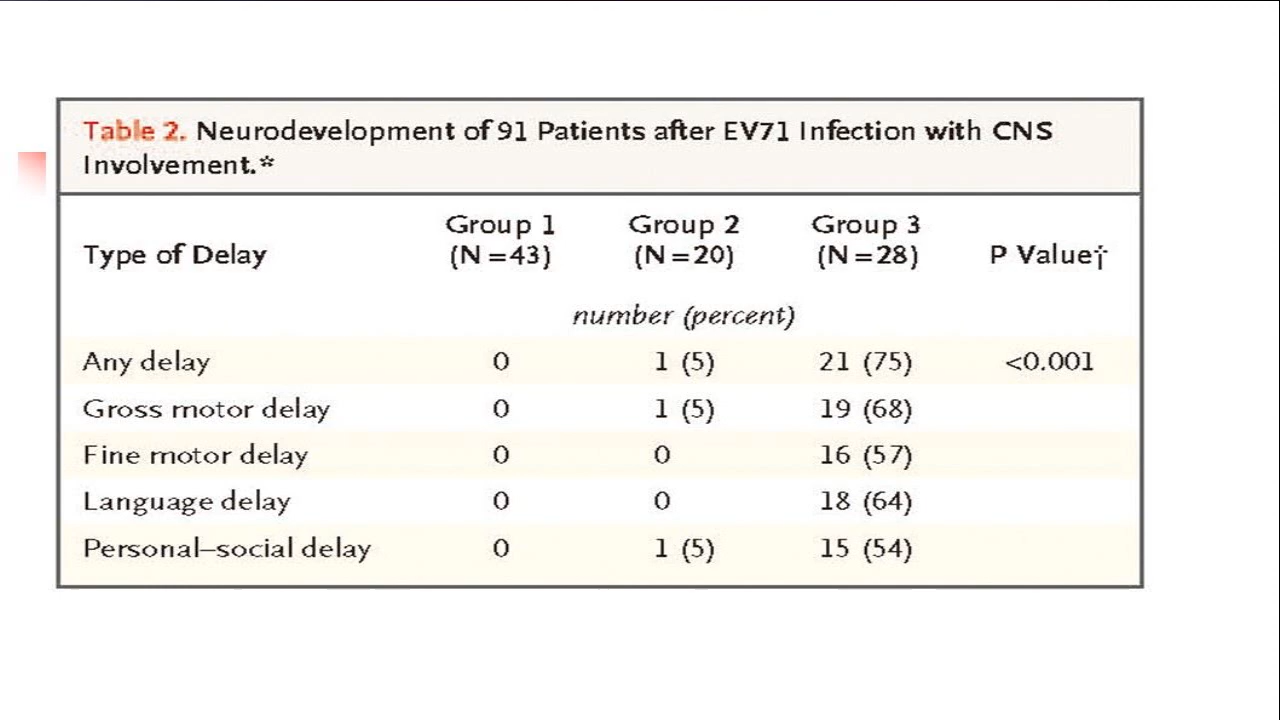 Table 2. Neurodevelopment of 91 Patients after EV71 Infection with CNS
Involvement.*
Type of Delay Group 1 (N=43) Group 2 (N=20) Group 3 (N=28) P Value†
number (percent)
Any delay 0 1 (5) 21 (75) <0.001
Gross motor delay 0 1 (5) 19 (68)
Fine motor delay 0 0 16 (57)
Language delay 0 0 18 (64)
Personal–social delay 0 1 (5) 15 (54)